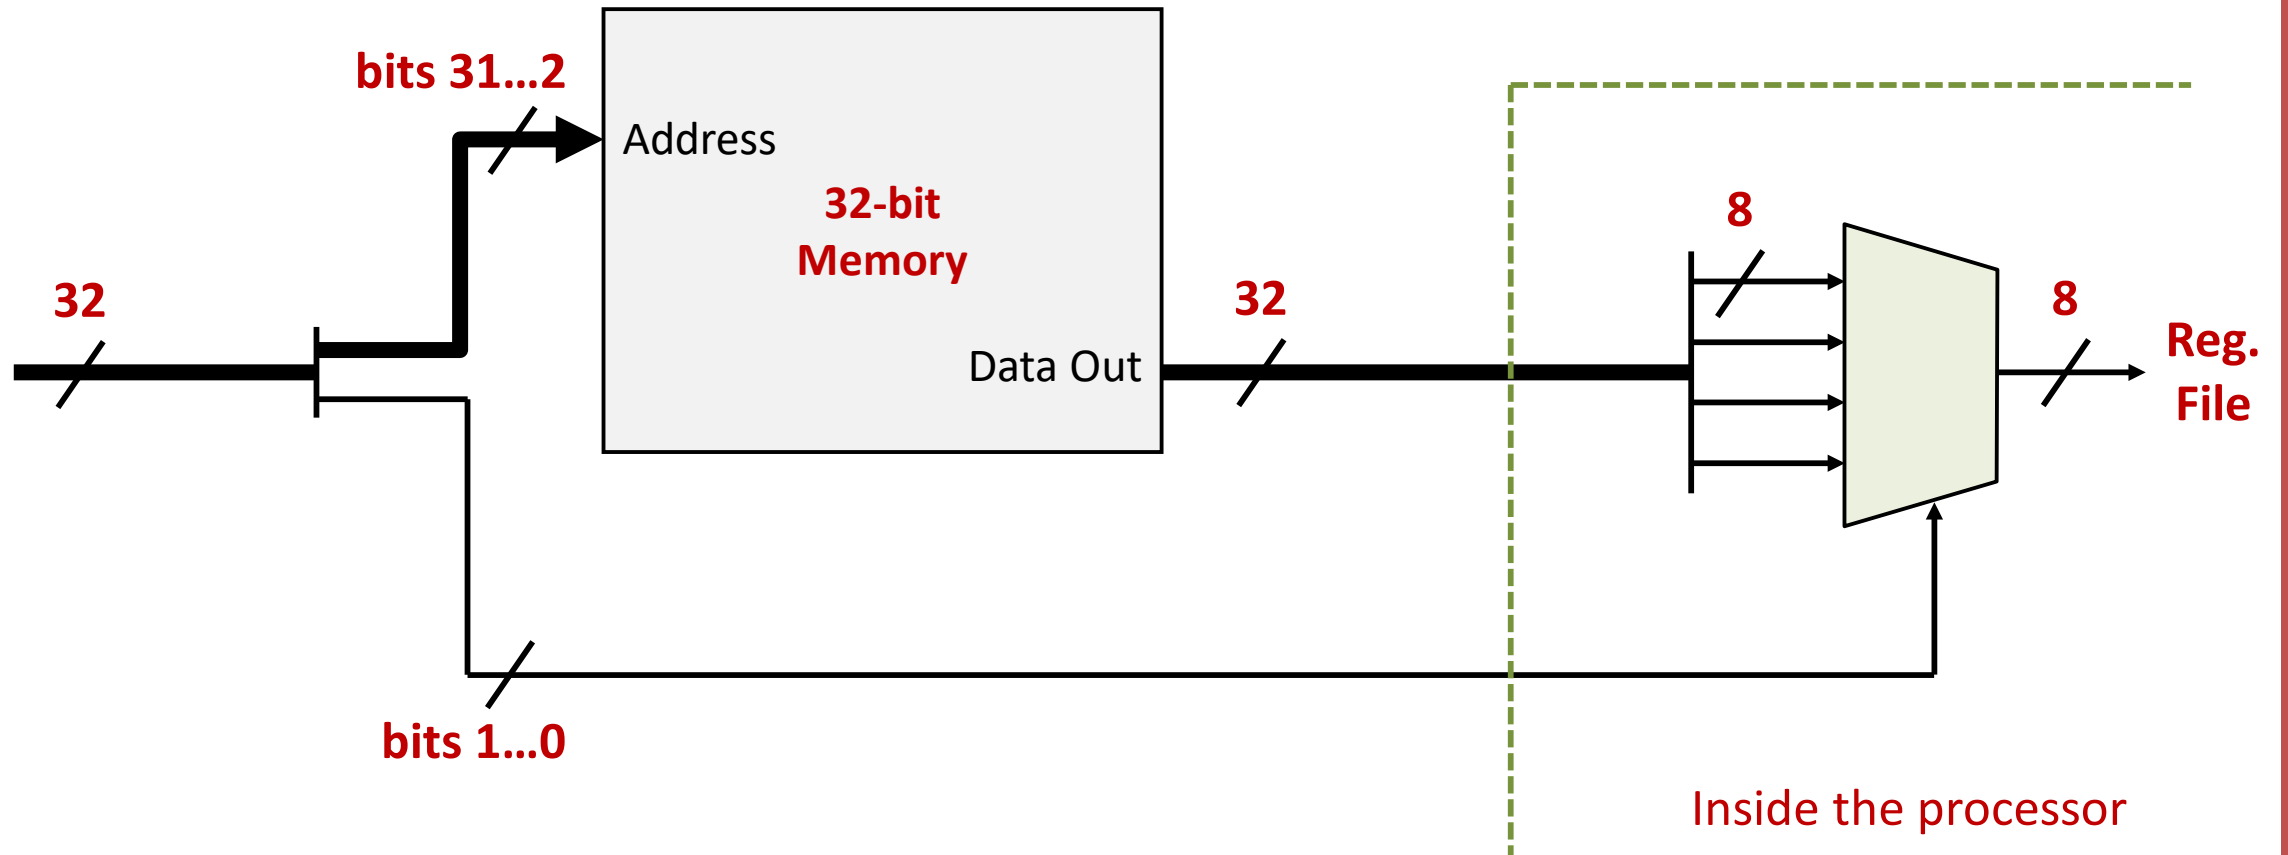 bits 31…2
Address
32-bit
Memory
8
32
32
8
Reg.
File
Data Out
bits 1…0
Inside the processor